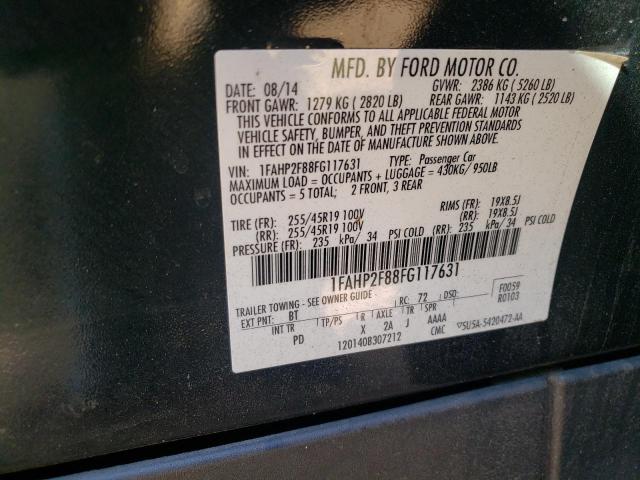 MFD. BY FORD MOTOR CO.
DATE: 08/14 GVWR: 2386 KG ( 5260 LB)
FRONT GAWR: 1279 KG ( 2820 LB) REAR GAWR: 1143 KG ( 2520 LB)
THIS VEHICLE CONFORMS TO ALL APPLICABLE FEDERAL MOTOR
VEHICLE SAFETY, BUMPER, AND THEFT PREVENTION STANDARDS
IN EFFECT ON THE DATE OF MANUFACTURE SHOWN ABOVE.
VIN: 1FAHP2F88FG117631 TYPE: Passenger Car
MAXIMUM LOAD = OCCUPANTS + LUGGAGE = 430KG/ 950LB
OCCUPANTS = 5 TOTAL; 2 FRONT, 3 REAR
TIRE (FR): 255/45R19 100V RIMS (FR): 19X8.5J
(RR): 255/45R19 100V (RR): 19X8.5J
PRESSURE (FR): 235 kPa/ 34 PSI COLD (RR): 235 kPa/ 34 PSI COLD
1FAHP2F88FG117631
TRAILER TOWING - SEE OWNER GUIDE F0059
EXT PNT: BT RC: 72 DSO: R0103
INT TR TP/PS R AXLE TR SPR
PD X 2A J AAAA
120140830721​2 CMC ▽5U5A-5420472-AA